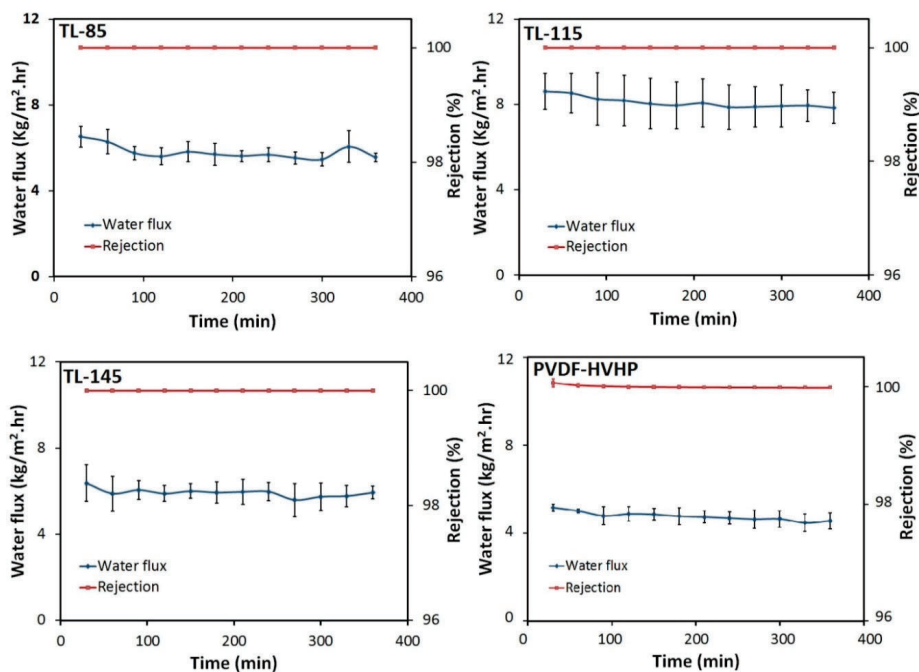 TL-85
12
8
4
0
Water flux (Kg/m².hr)
100
98
96
Rejection (%)
Water flux
Rejection
0 100 200 300 400
Time (min)
TL-115
12
8
4
0
Water flux (Kg/m².hr)
100
98
96
Rejection (%)
Water flux
Rejection
0 100 200 300 400
Time (min)
TL-145
12
8
4
0
Water flux (kg/m².hr)
100
98
96
Rejection (%)
Water flux
Rejection
0 100 200 300 400
Time (min)
PVDF-HVHP
12
8
4
0
Water flux (kg/m².hr)
100
98
96
Rejection (%)
Water flux
Rejection
0 100 200 300 400
Time (min)